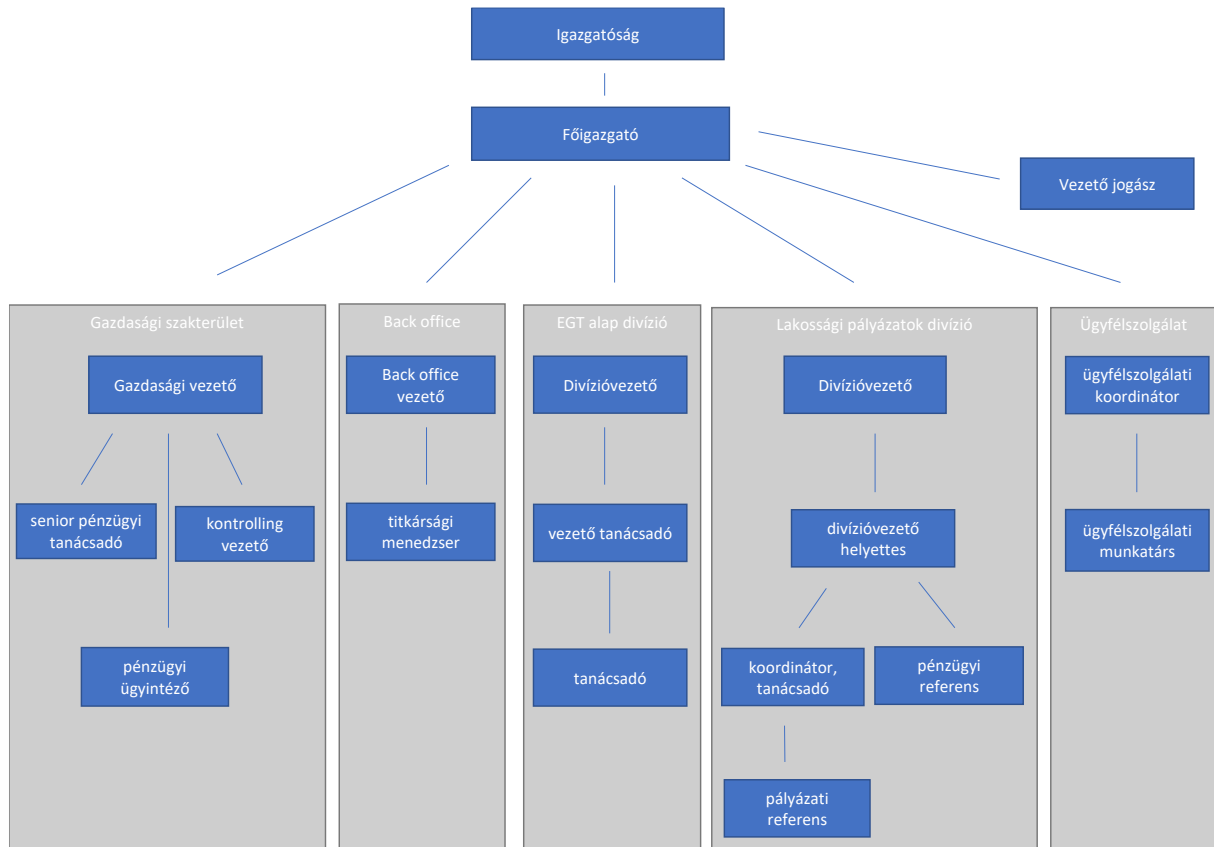 Igazgatóság
Főigazgató
Vezető jogász
Gazdasági szakterület
Gazdasági vezető
senior pénzügyi
tanácsadó
kontrolling
vezető
pénzügyi
ügyintéző
Back office
Back office
vezető
titkársági
menedzser
EGT alap divízió
Divízióvezető
vezető tanácsadó
tanácsadó
Lakossági pályázatok divízió
Divízióvezető
divízióvezető
helyettes
koordinátor,
tanácsadó
pénzügyi
referens
pályázati
referens
Ügyfélszolgálat
ügyfélszolgálati
koordinátor
ügyfélszolgálati
munkatárs